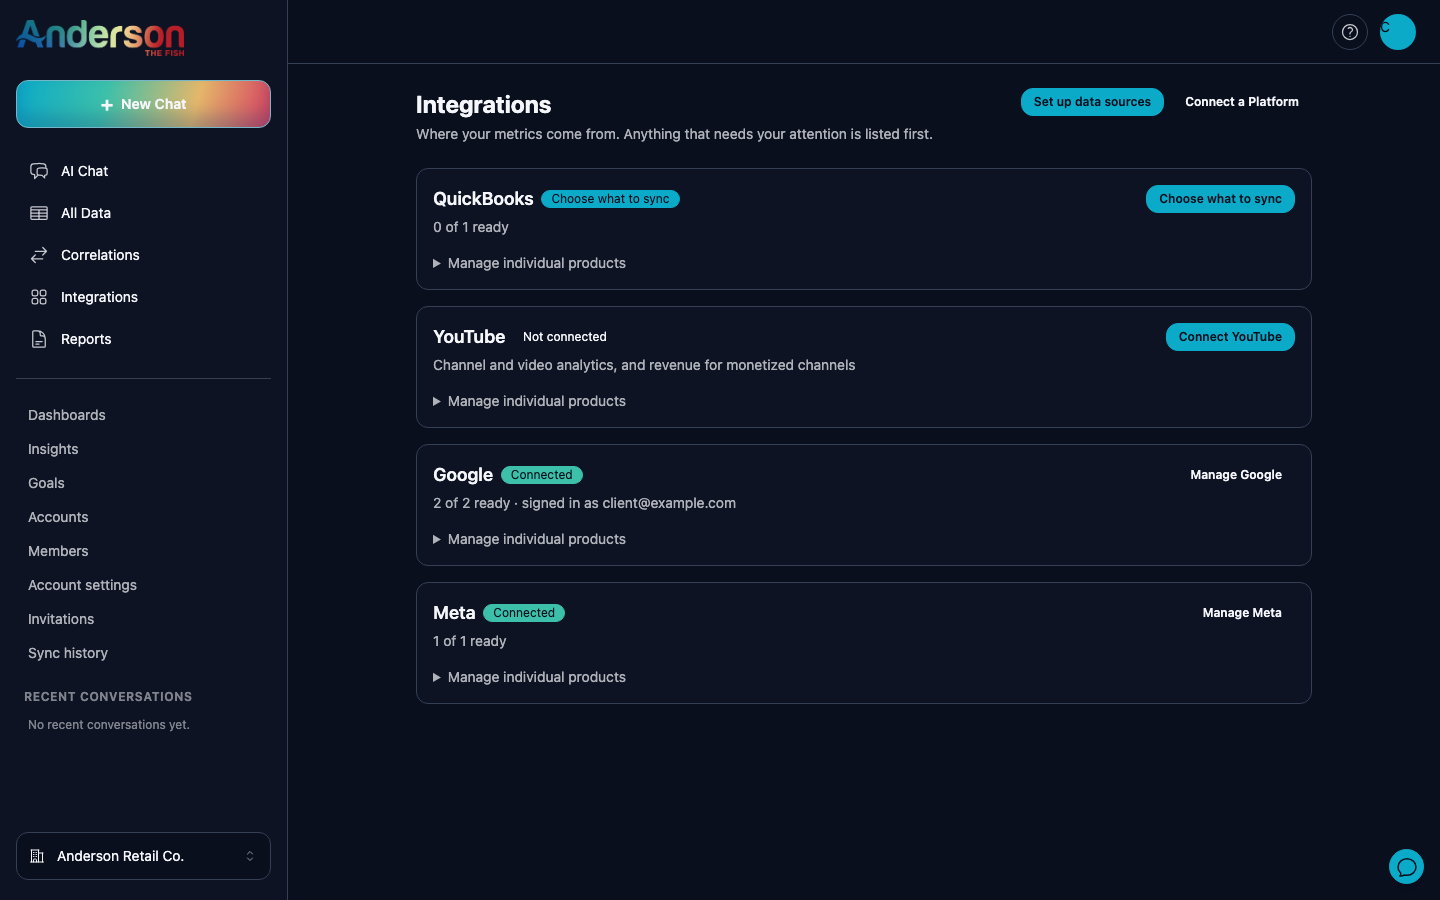 Anderson
THE FISH
New Chat
AI Chat
All Data
Correlations
Integrations
Reports
Dashboards
Insights
Goals
Accounts
Members
Account settings
Invitations
Sync history
RECENT CONVERSATIONS
No recent conversations yet.
Anderson Retail Co.
?
C
Integrations
Set up data sources
Connect a Platform
Where your metrics come from. Anything that needs your attention is listed first.
QuickBooks Choose what to sync
Choose what to sync
0 of 1 ready
Manage individual products
YouTube Not connected
Connect YouTube
Channel and video analytics, and revenue for monetized channels
Manage individual products
Google Connected
Manage Google
2 of 2 ready · signed in as client@example.com
Manage individual products
Meta Connected
Manage Meta
1 of 1 ready
Manage individual products